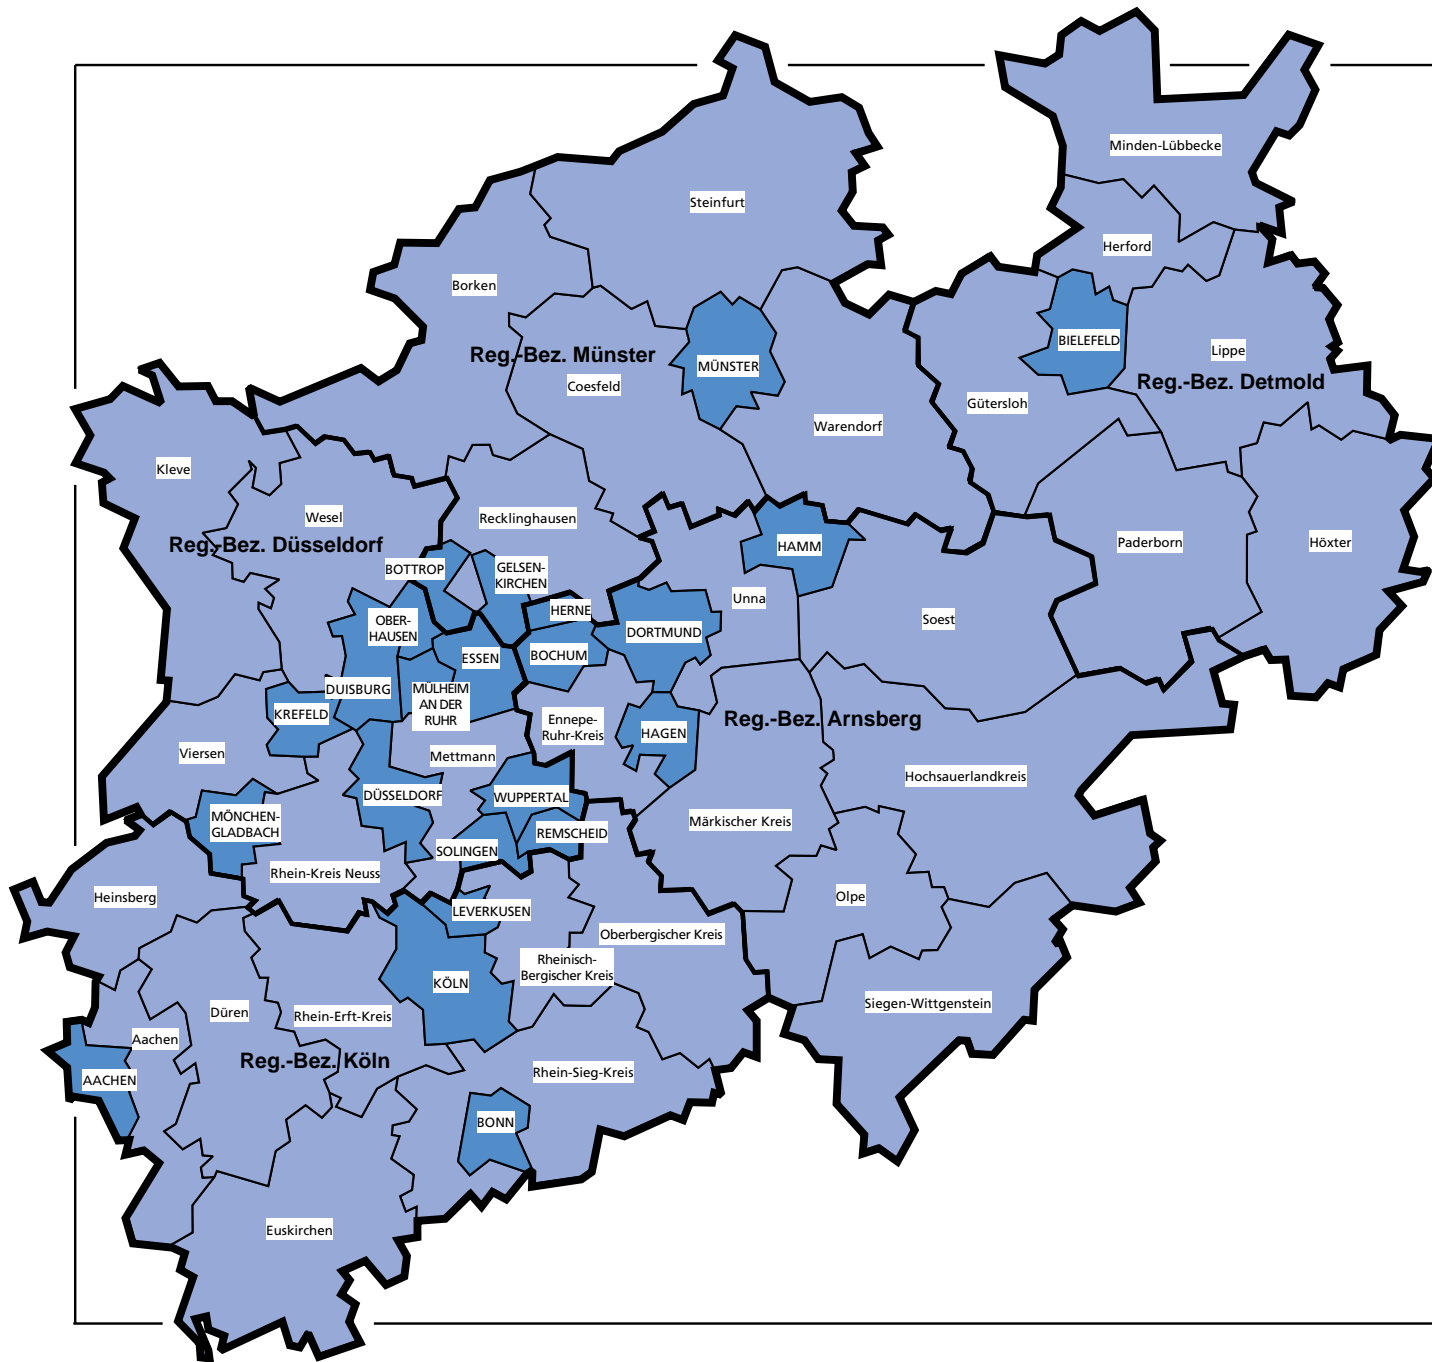 Minden-Lübbecke
Steinfurt
Herford
Borken
BIELEFELD
Lippe
Reg.-Bez. Münster
MÜNSTER
Coesfeld
Reg.-Bez. Detmold
Gütersloh
Warendorf
Kleve
Wesel
Recklinghausen
Reg.-Bez. Düsseldorf
HAMM
Paderborn
Höxter
BOTTROP
GELSEN-
KIRCHEN
Unna
HERNE
Soest
OBER-
HAUSEN
DORTMUND
ESSEN
BOCHUM
DUISBURG
MÜLHEIM
AN DER
RUHR
KREFELD
Ennepe-
Ruhr-Kreis
HAGEN
Reg.-Bez. Arnsberg
Viersen
Mettmann
Hochsauerlandkreis
DÜSSELDORF
WUPPERTAL
MÖNCHEN-
GLADBACH
Märkischer Kreis
REMSCHEID
SOLINGEN
Rhein-Kreis Neuss
Heinsberg
Olpe
LEVERKUSEN
Oberbergischer Kreis
Rheinisch-
Bergischer Kreis
KÖLN
Siegen-Wittgenstein
Düren
Rhein-Erft-Kreis
Aachen
Reg.-Bez. Köln
Rhein-Sieg-Kreis
AACHEN
BONN
Euskirchen